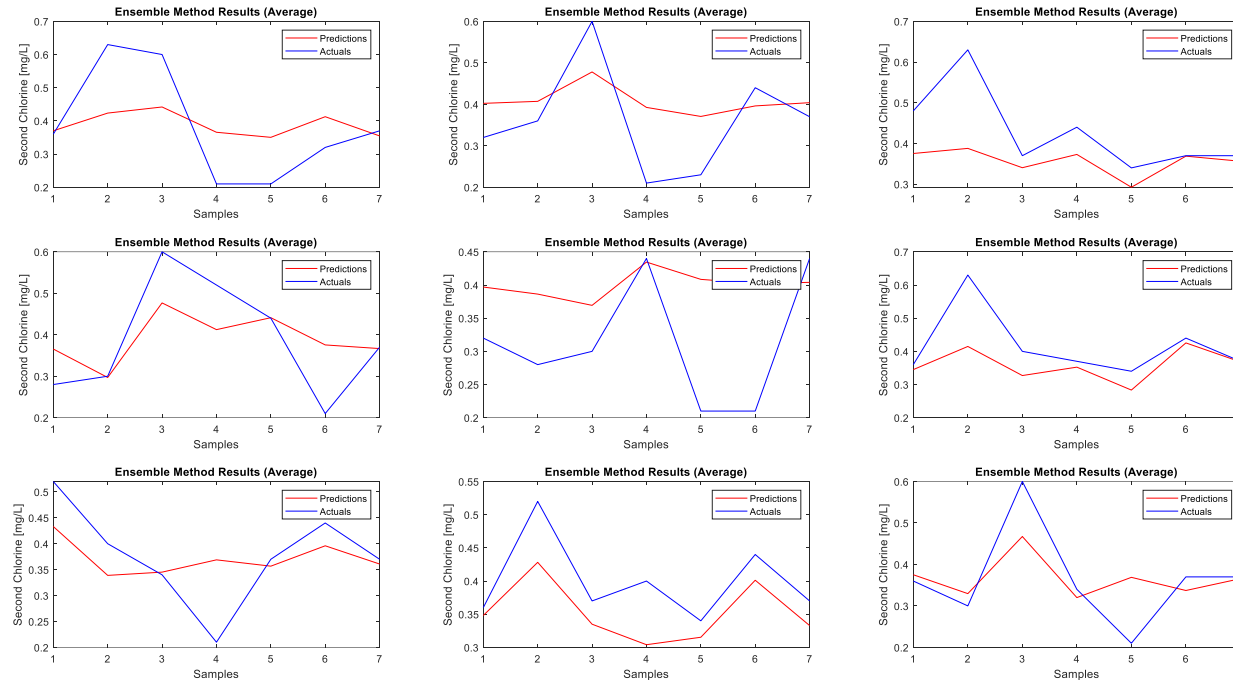 Ensemble Method Results (Average)
0.7
0.6
0.5
0.4
0.3
0.2
Second Chlorine [mg/L]
Predictions
Actuals
1 2 3 4 5 6 7
Samples
Ensemble Method Results (Average)
0.6
0.5
0.4
0.3
0.2
Second Chlorine [mg/L]
Predictions
Actuals
1 2 3 4 5 6 7
Samples
Ensemble Method Results (Average)
0.7
0.6
0.5
0.4
0.3
Second Chlorine [mg/L]
Predictions
Actuals
1 2 3 4 5 6
Samples
Ensemble Method Results (Average)
0.6
0.5
0.4
0.3
0.2
Second Chlorine [mg/L]
Predictions
Actuals
1 2 3 4 5 6 7
Samples
Ensemble Method Results (Average)
0.45
0.4
0.35
0.3
0.25
0.2
Second Chlorine [mg/L]
Predictions
Actuals
1 2 3 4 5 6 7
Samples
Ensemble Method Results (Average)
0.7
0.6
0.5
0.4
0.3
0.2
Second Chlorine [mg/L]
Predictions
Actuals
1 2 3 4 5 6
Samples
Ensemble Method Results (Average)
0.5
0.45
0.4
0.35
0.3
0.25
0.2
Second Chlorine [mg/L]
Predictions
Actuals
1 2 3 4 5 6 7
Samples
Ensemble Method Results (Average)
0.55
0.5
0.45
0.4
0.35
0.3
Second Chlorine [mg/L]
Predictions
Actuals
1 2 3 4 5 6 7
Samples
Ensemble Method Results (Average)
0.6
0.5
0.4
0.3
0.2
Second Chlorine [mg/L]
Predictions
Actuals
1 2 3 4 5 6
Samples